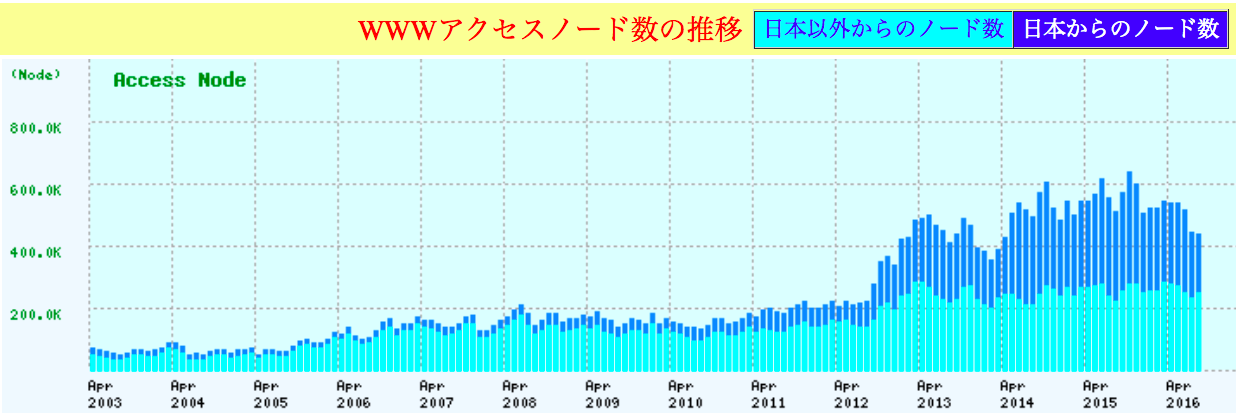 WWWアクセスノード数の推移 日本以外からのノード数 日本からのノード数
(Node) Access Node
800.0K
600.0K
400.0K
200.0K
Apr Apr Apr Apr Apr Apr Apr Apr Apr Apr Apr Apr Apr Apr
2003 2004 2005 2006 2007 2008 2009 2010 2011 2012 2013 2014 2015 2016